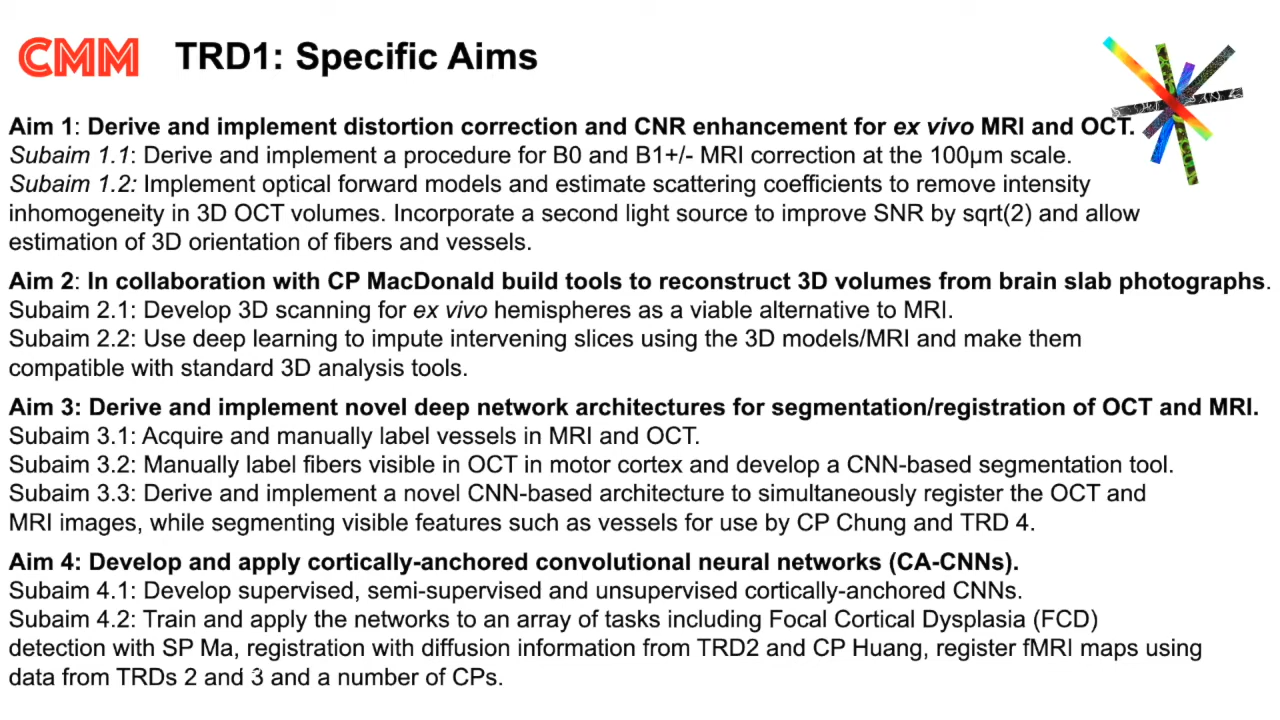 CMM TRD1: Specific Aims
Aim 1: Derive and implement distortion correction and CNR enhancement for ex vivo MRI and OCT.
Subaim 1.1: Derive and implement a procedure for B0 and B1+/- MRI correction at the 100µm scale.
Subaim 1.2: Implement optical forward models and estimate scattering coefficients to remove intensity
inhomogeneity in 3D OCT volumes. Incorporate a second light source to improve SNR by sqrt(2) and allow
estimation of 3D orientation of fibers and vessels.
Aim 2: In collaboration with CP MacDonald build tools to reconstruct 3D volumes from brain slab photographs.
Subaim 2.1: Develop 3D scanning for ex vivo hemispheres as a viable alternative to MRI.
Subaim 2.2: Use deep learning to impute intervening slices using the 3D models/MRI and make them
compatible with standard 3D analysis tools.
Aim 3: Derive and implement novel deep network architectures for segmentation/registration of OCT and MRI.
Subaim 3.1: Acquire and manually label vessels in MRI and OCT.
Subaim 3.2: Manually label fibers visible in OCT in motor cortex and develop a CNN-based segmentation tool.
Subaim 3.3: Derive and implement a novel CNN-based architecture to simultaneously register the OCT and
MRI images, while segmenting visible features such as vessels for use by CP Chung and TRD 4.
Aim 4: Develop and apply cortically-anchored convolutional neural networks (CA-CNNs).
Subaim 4.1: Develop supervised, semi-supervised and unsupervised cortically-anchored CNNs.
Subaim 4.2: Train and apply the networks to an array of tasks including Focal Cortical Dysplasia (FCD)
detection with SP Ma, registration with diffusion information from TRD2 and CP Huang, register fMRI maps using
data from TRDs 2 and 3 and a number of CPs.